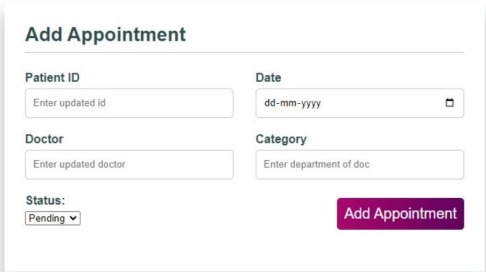 Add Appointment
Patient ID
Date
Enter updated id
dd-mm-yyyy
Doctor
Category
Enter updated doctor
Enter department of doc
Status:
Pending
Add Appointment